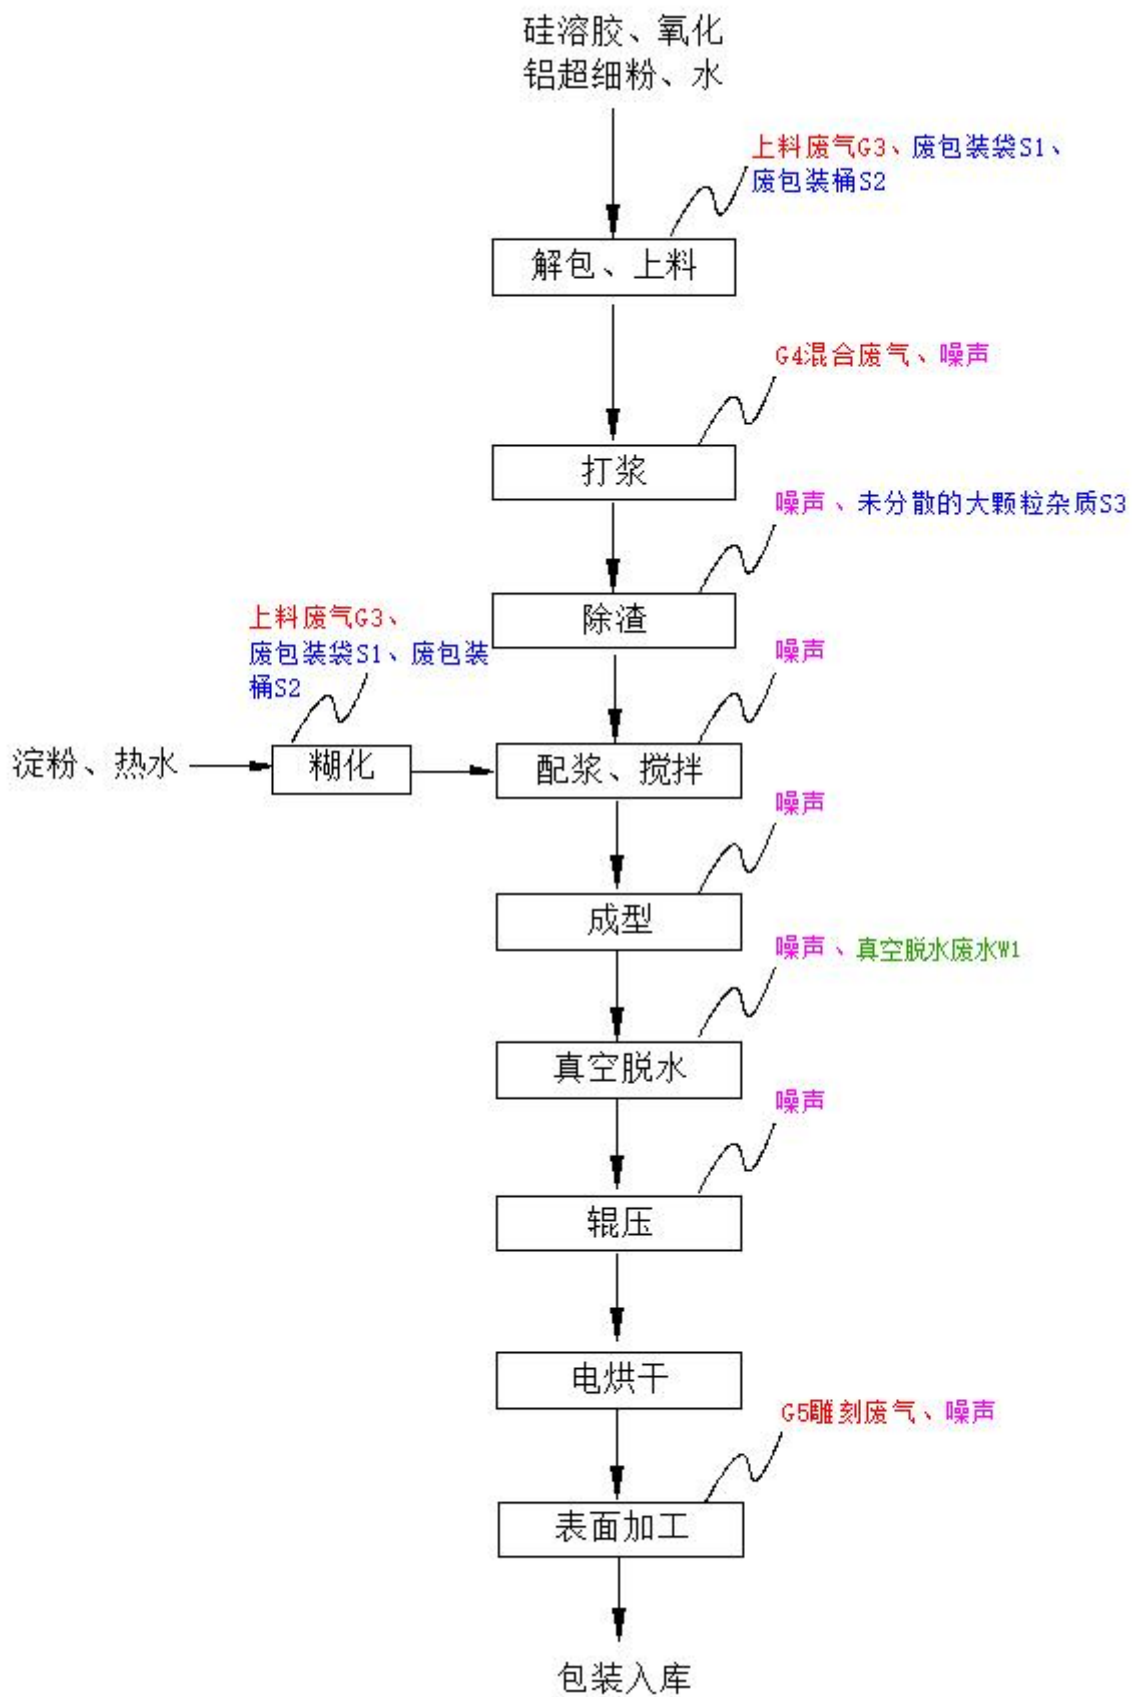 硅溶胶、氧化
铝超细粉、水
上料废气G3、废包装袋S1、
废包装桶S2
解包、上料
G4混合废气、噪声
打浆
噪声、未分散的大颗粒杂质S3
除渣
上料废气G3、
废包装袋S1、废包装
桶S2
噪声
淀粉、热水
糊化
配浆、搅拌
噪声
成型
噪声、真空脱水废水W1
真空脱水
噪声
辊压
电烘干
G5雕刻废气、噪声
表面加工
包装入库